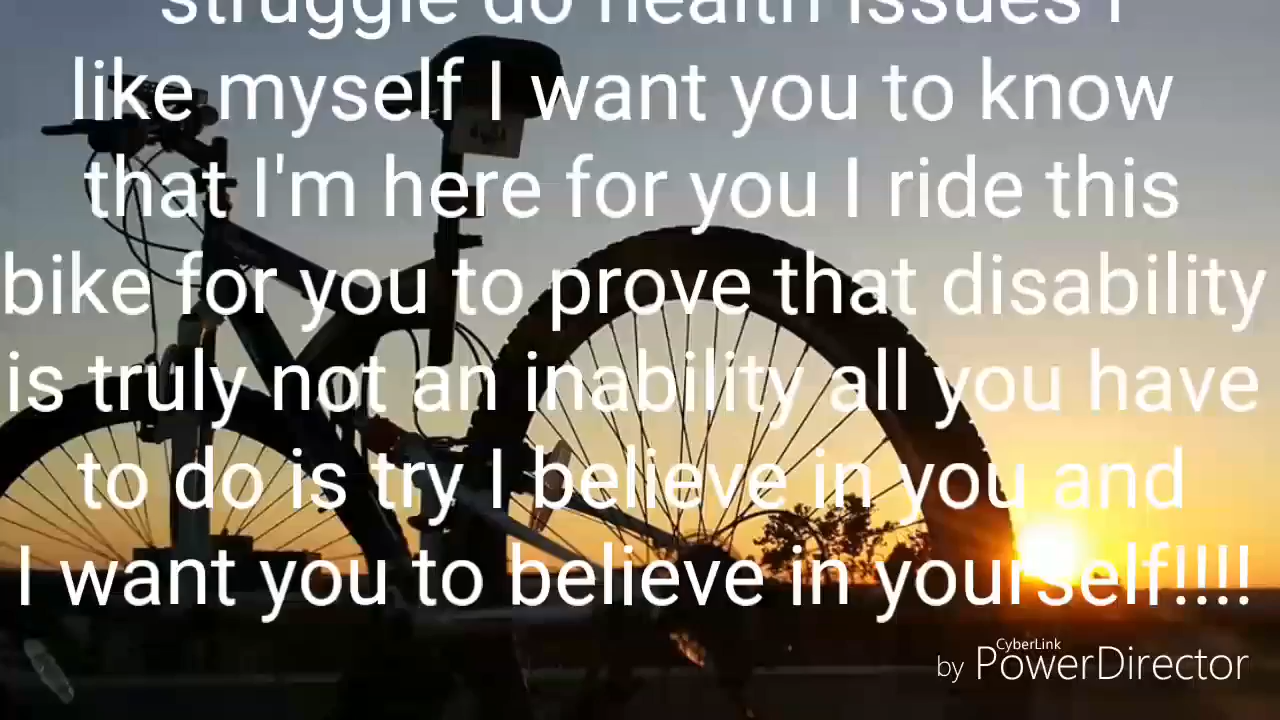 struggle do health issues I
like myself I want you to know
that I'm here for you I ride this
bike for you to prove that disability
is truly not an inability all you have
to do is try I believe in you and
I want you to believe in yourself!!!!
CyberLink
by PowerDirector